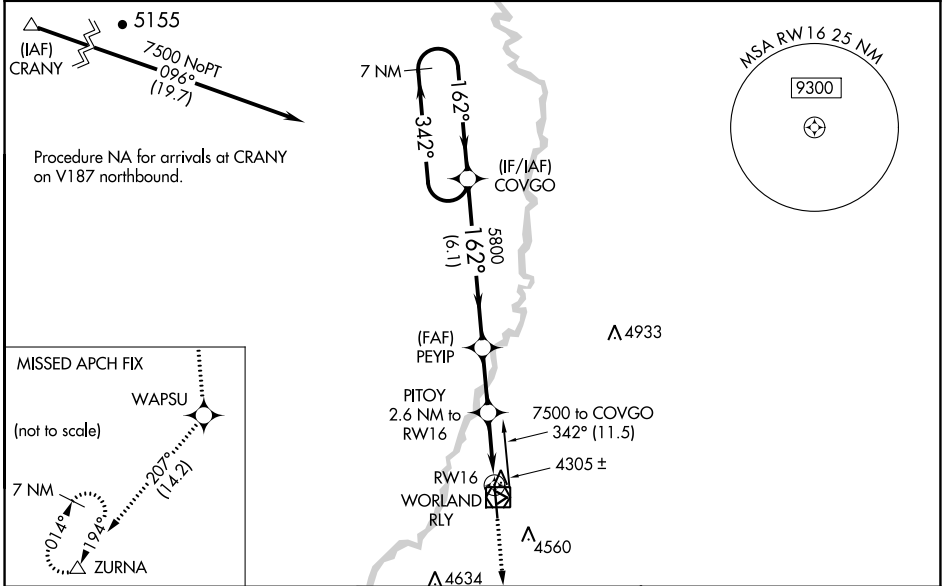 5155
(IAF)
CRANY
7500 NoPT
096°
(19.7)
Procedure NA for arrivals at CRANY
on V187 northbound.
7 NM
162°
342°
(IF/IAF)
COVGO
5800
162°
(6.1)
MSA RW16 25 NM
9300
(FAF)
PEYIP
4933
PITOY
2.6 NM to
RW16
7500 to COVGO
342° (11.5)
4305 ±
RW16
WORLAND
RLY
4560
4634
MISSED APCH FIX
WAPSU
(not to scale)
207°
(14.2)
7 NM
014°
194°
ZURNA